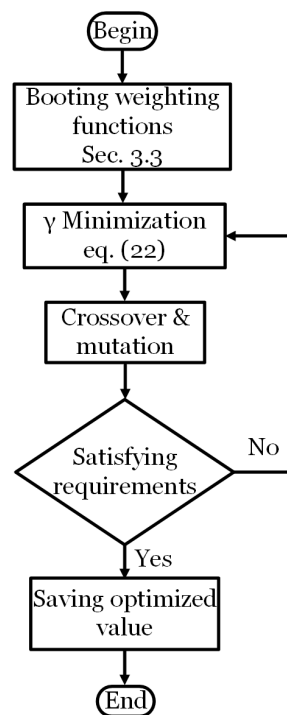 Begin
Booting weighting
functions
Sec. 3.3
γ Minimization
eq. (22)
Crossover &
mutation
Satisfying
requirements
No
Yes
Saving optimized
value
End